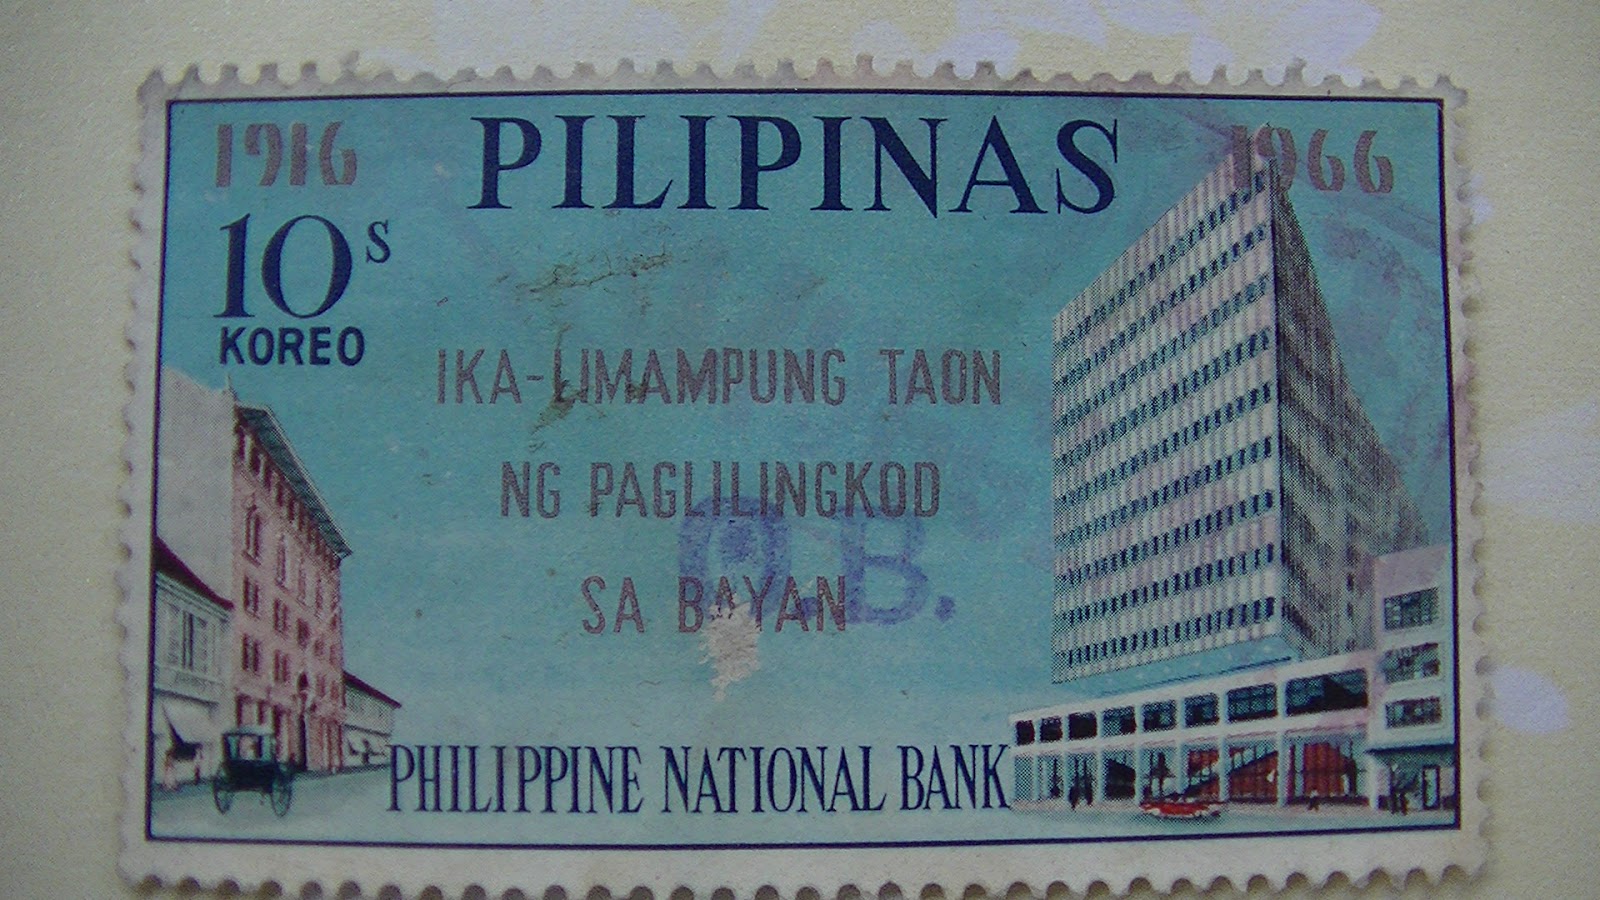 PILIPINAS
1916
1966
10s
KOREO
IKA-LIMAMPUNG TAON
NG PAGLILINGKOD
SA BAYAN
O.B.
PHILIPPINE NATIONAL BANK